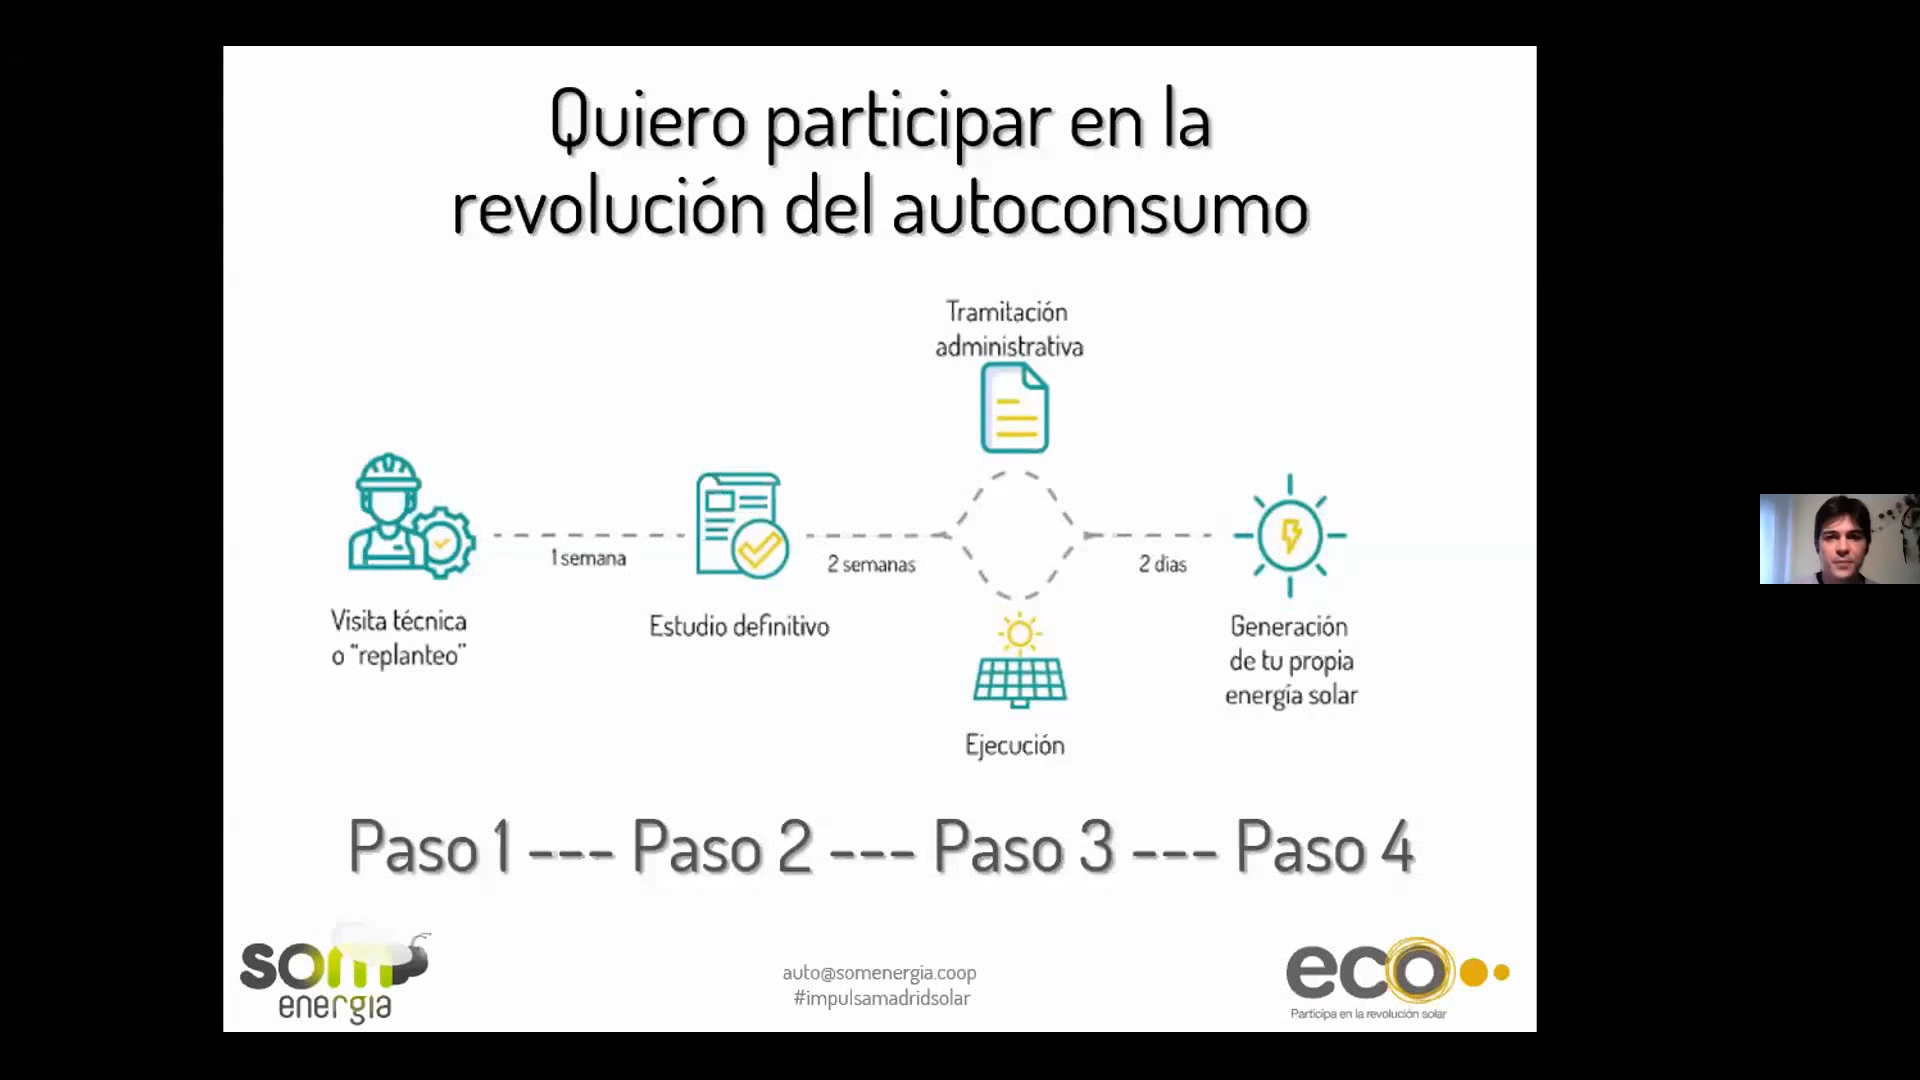 Quiero participar en la
revolución del autoconsumo
Tramitación
administrativa
1 semana
2 semanas
2 dias
Visita técnica
o “replanteo”
Estudio definitivo
Generación
de tu propia
energía solar
Ejecución
Paso 1 --- Paso 2 --- Paso 3 --- Paso 4
som
energia
auto@somenergia.coop
#impulsamadridsolar
eco
Participa en la revolución solar